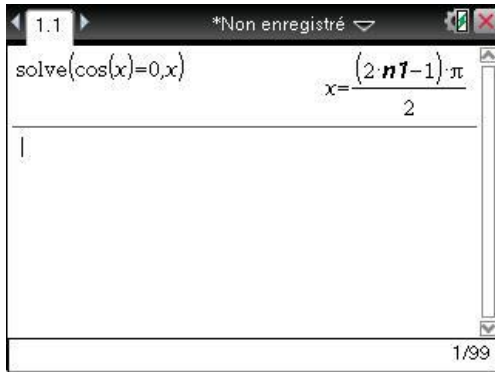 1.1 *Non enregistré
solve(cos(x)=0,x)
x=((2·n1−1)·π)/2
1/99